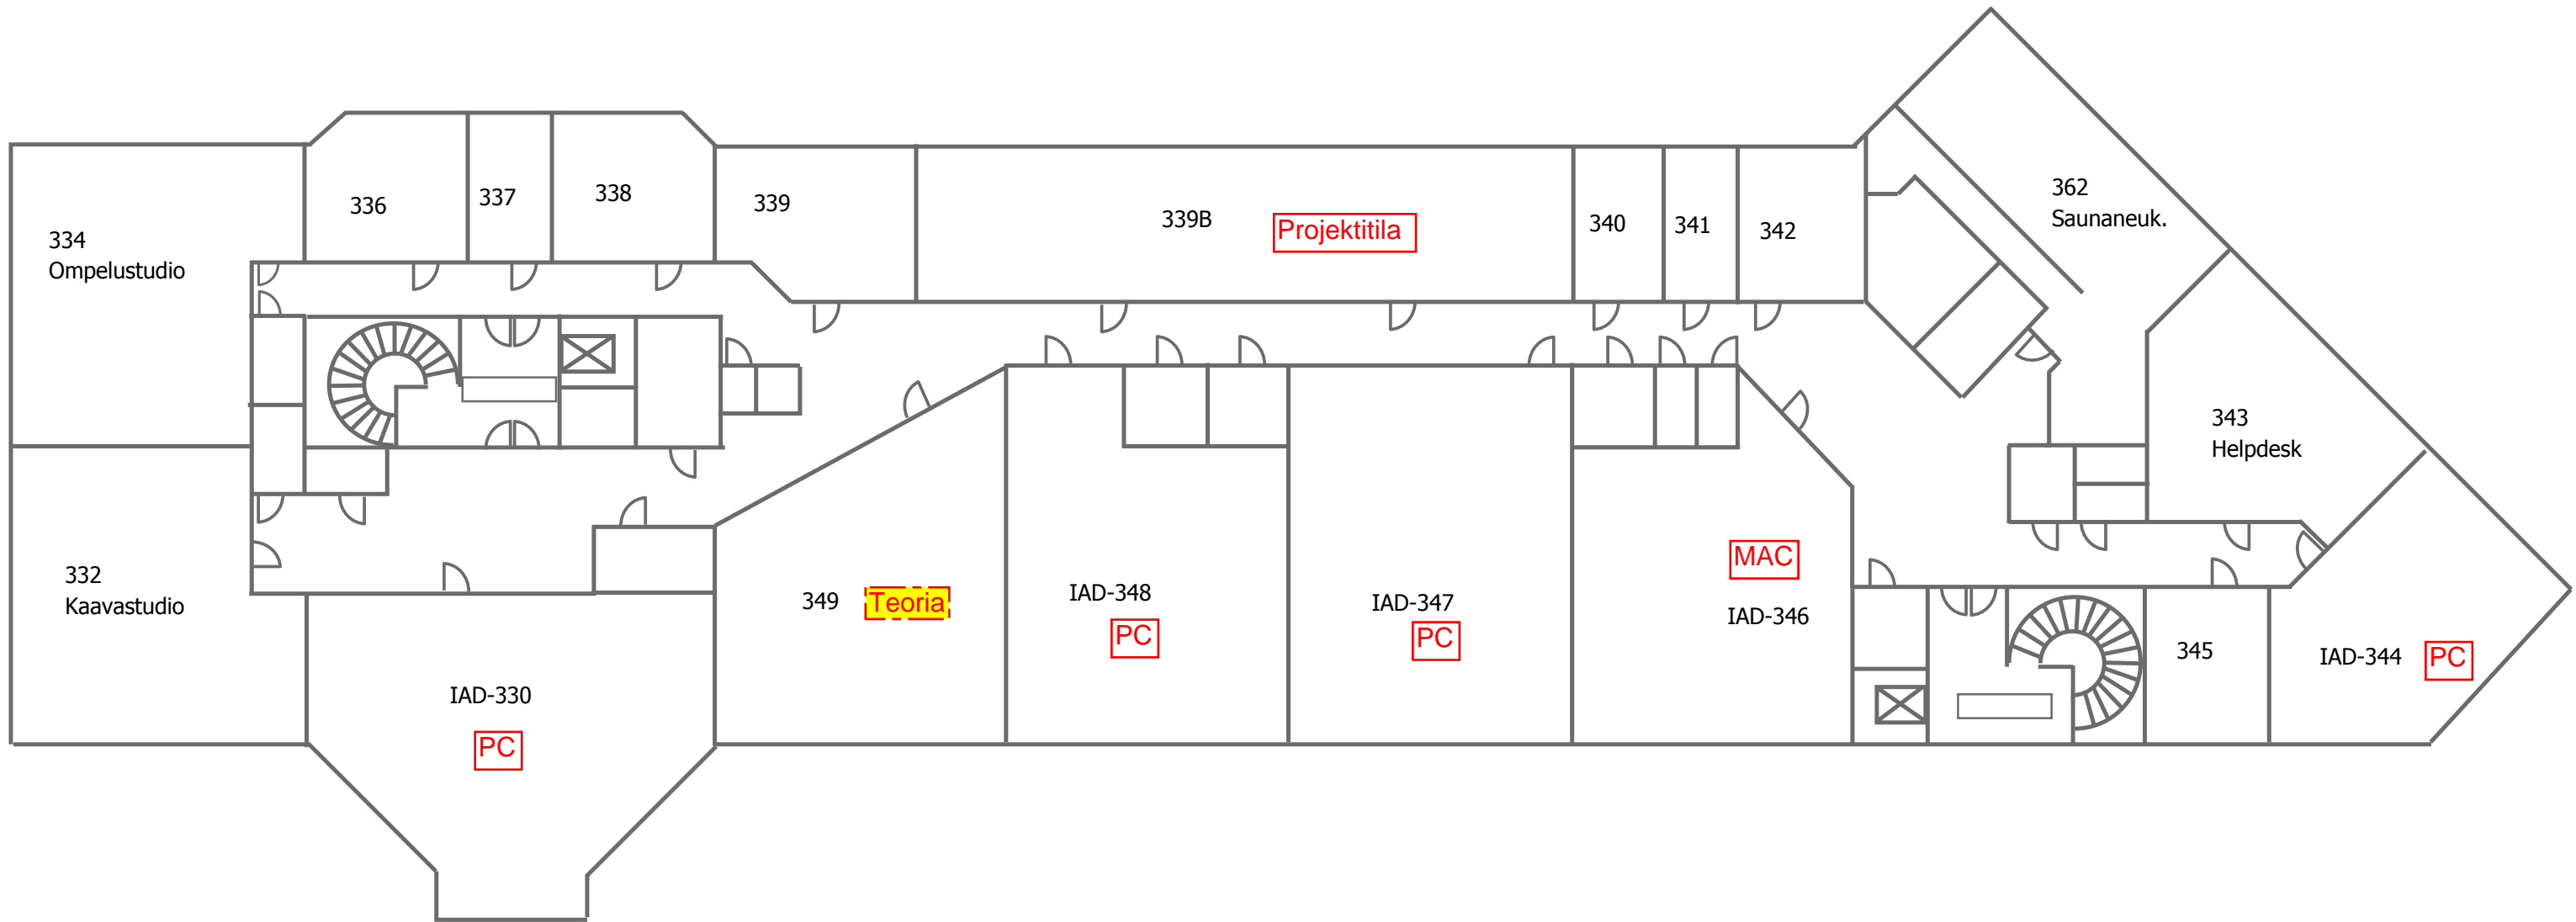 334
Ompelustudio
336
337
338
339
339B
Projektitila
340
341
342
362
Saunaneuk.
343
Helpdesk
332
Kaavastudio
IAD-330
PC
349
Teoria
IAD-348
PC
IAD-347
PC
MAC
IAD-346
345
IAD-344
PC